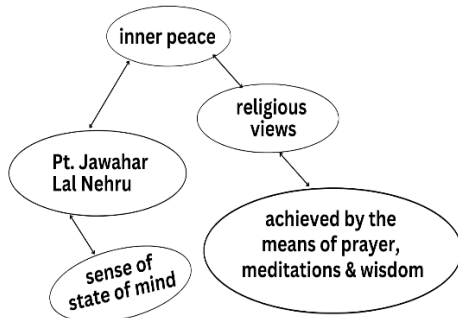 inner peace
religious
views
Pt. Jawahar
Lal Nehru
achieved by the
means of prayer,
meditations & wisdom
sense of
state of mind